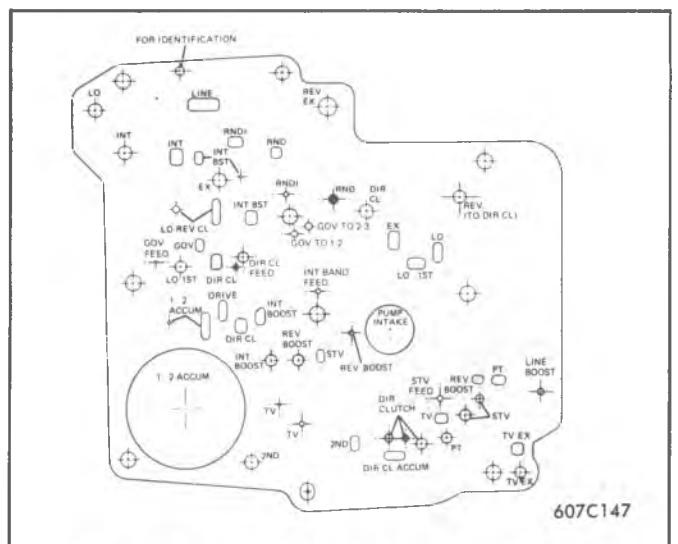 FOR IDENTIFICATION
LO
LINE
REV
EX
INT
INT
INT
BST
RND1
RND
EX
RND1
RND
DIR
CL
REV.
(TO DIR CL)
LO REV CL
INT BST
GOV TO 2-3
GOV TO 1-2
EX
LO
GOV
FEED
GOV
LO 1ST
DIR CL
DIR CL
FEED
LO 1ST
INT BAND
FEED
1 2
ACCUM
DRIVE
DIR CL
INT
BOOST
PUMP
INTAKE
INT
BOOST
REV
BOOST
STV
REV BOOST
1 2 ACCUM
STV
FEED
REV
BOOST
PT
LINE
BOOST
TV
TV
DIR
CLUTCH
TV
STV
2ND
2ND
PT
TV EX
DIR CL ACCUM
TV EX
607C147